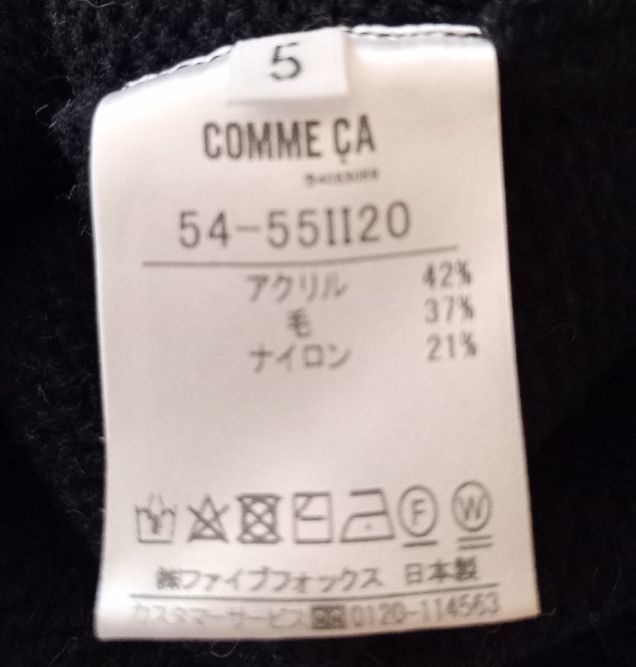 5
COMME ÇA
54-55II20
アクリル 42%
毛 37%
ナイロン 21%
F W
㈱ファイブフォックス 日本製
カスタマーサービス 0120-114563